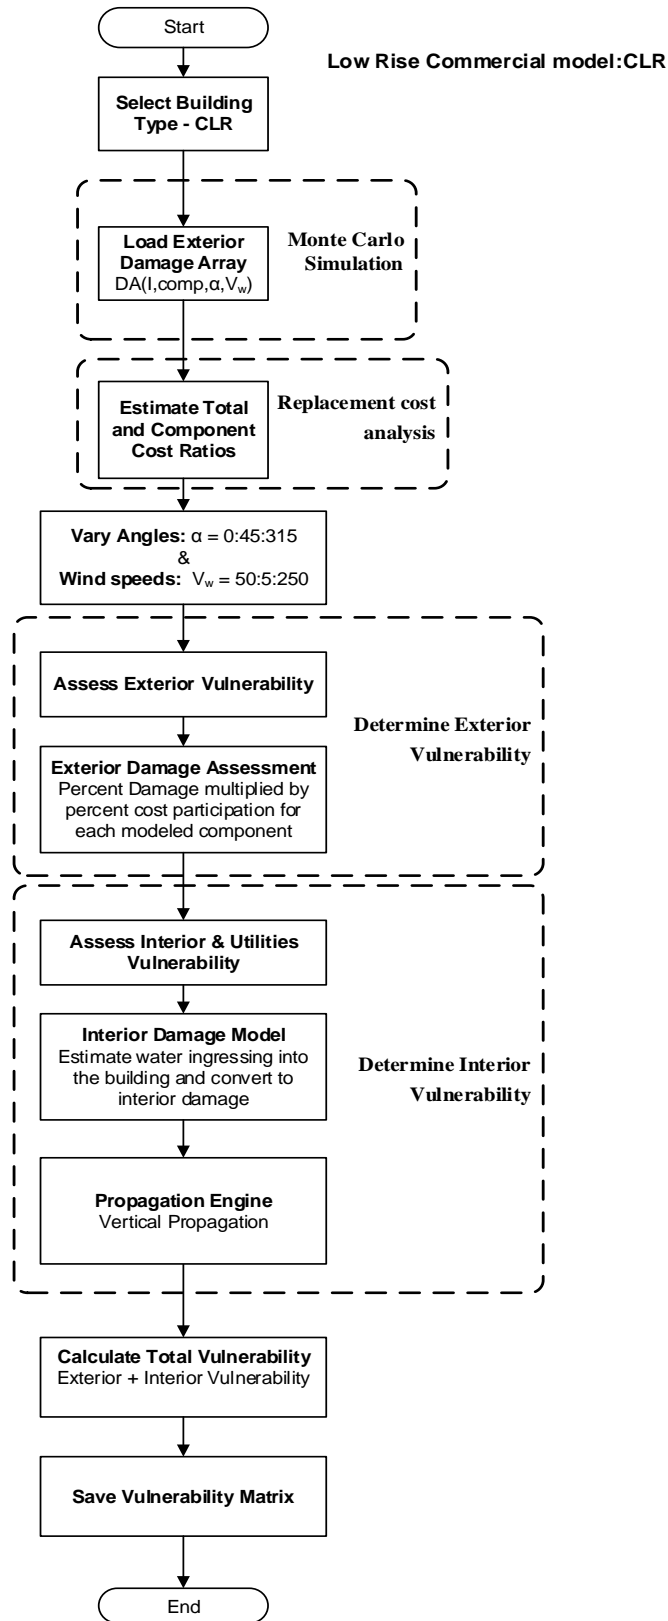 Start
Low Rise Commercial model:CLR
Select Building
Type - CLR
Load Exterior
Damage Array
DA(I,comp,α,Vw)
Monte Carlo
Simulation
Estimate Total
and Component
Cost Ratios
Replacement cost
analysis
Vary Angles: α = 0:45:315
&
Wind speeds: Vw = 50:5:250
Assess Exterior Vulnerability
Determine Exterior
Vulnerability
Exterior Damage Assessment
Percent Damage multiplied by
percent cost participation for
each modeled component
Assess Interior & Utilities
Vulnerability
Interior Damage Model
Estimate water ingressing into
the building and convert to
interior damage
Determine Interior
Vulnerability
Propagation Engine
Vertical Propagation
Calculate Total Vulnerability
Exterior + Interior Vulnerability
Save Vulnerability Matrix
End